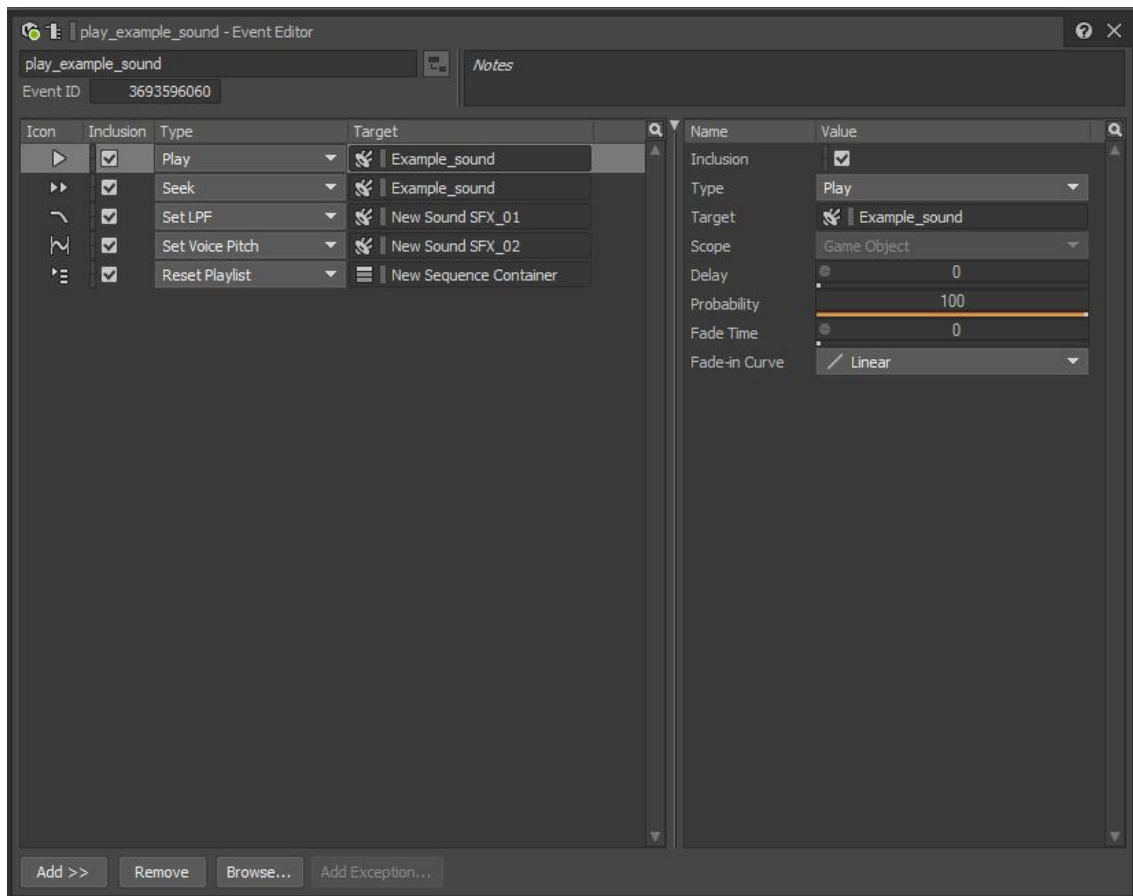 play_example_sound - Event Editor
play_example_sound
Notes
Event ID 3693596060
Icon Inclusion Type Target
Play Example_sound
Seek Example_sound
Set LPF New Sound SFX_01
Set Voice Pitch New Sound SFX_02
Reset Playlist New Sequence Container
Name Value
Inclusion
Type Play
Target Example_sound
Scope Game Object
Delay 0
Probability 100
Fade Time 0
Fade-in Curve Linear
Add >> Remove Browse... Add Exception...